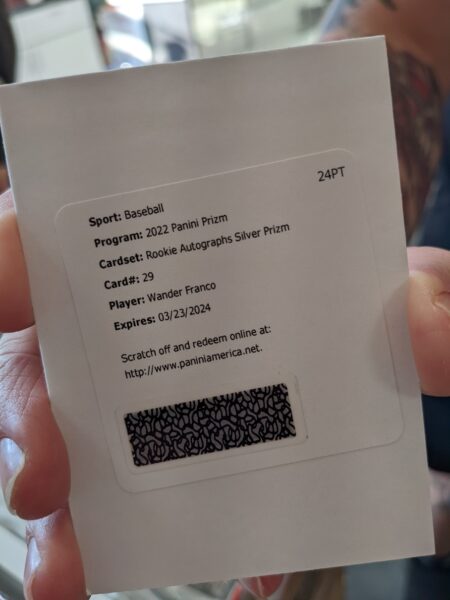 24PT
Sport: Baseball
Program: 2022 Panini Prizm
Cardset: Rookie Autographs Silver Prizm
Card#: 29
Player: Wander Franco
Expires: 03/23/2024
Scratch off and redeem online at:
http://www.paniniamerica.net.